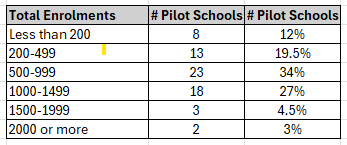 Total Enrolments # Pilot Schools # Pilot Schools
Less than 200 8 12%
200-499 13 19.5%
500-999 23 34%
1000-1499 18 27%
1500-1999 3 4.5%
2000 or more 2 3%